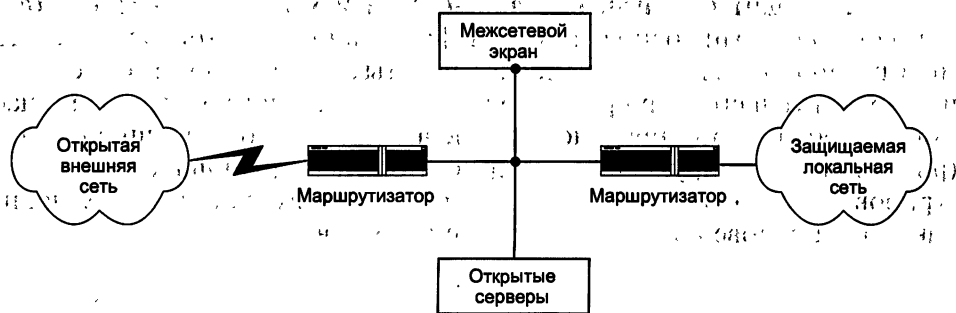 Межсетевой
экран
Открытая
внешняя
сеть
Маршрутизатор
Маршрутизатор
Защищаемая
локальная
сеть
Открытые
серверы